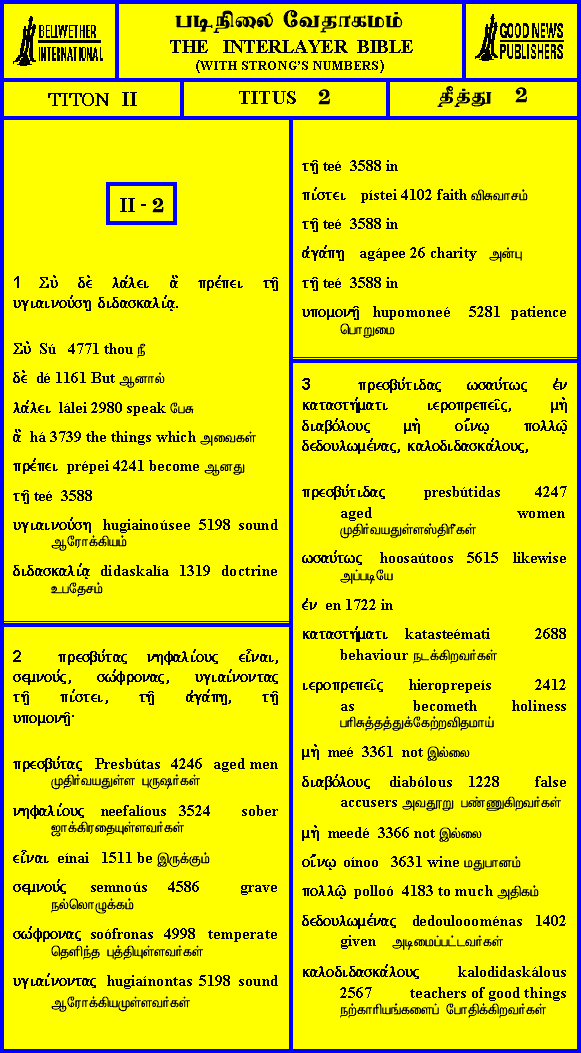 BELLWETHER
INTERNATIONAL
படிநிலை வேதாகமம்
THE INTERLAYER BIBLE
(WITH STRONG'S NUMBERS)
GOOD NEWS
PUBLISHERS
TITON II
TITUS 2
தீத்து 2
II - 2
1 Σὺ δὲ λάλει ἃ πρέπει τῇ
υγιαινούσῃ διδασκαλίᾳ.
Σὺ Sú 4771 thou நீ
δὲ dé 1161 But ஆனால்
λάλει lálei 2980 speak பேசு
ἃ há 3739 the things which அவைகள்
πρέπει prépei 4241 become ஆனது
τῇ teé 3588
υγιαινούσῃ hugiainoúsee 5198 sound
ஆரோக்கியம்
διδασκαλίᾳ didaskalía 1319 doctrine
உபதேசம்
2 πρεσβύτας νηφαλίους εἶναι,
σεμνούς, σώφρονας, υγιαίνοντας
τῇ πίστει, τῇ ἀγάπῃ, τῇ
υπομονῇ·
πρεσβύτας Presbútas 4246 aged men
முதிர்வயதுள்ள புருஷர்கள்
νηφαλίους neefalíous 3524 sober
ஜாக்கிரதையுள்ளவர்கள்
εἶναι eínai 1511 be இருக்கும்
σεμνούς semnoús 4586 grave
நல்லொழுக்கம்
σώφρονας soófronas 4998 temperate
தெளிந்த புத்தியுள்ளவர்கள்
υγιαίνοντας hugiaínontas 5198 sound
ஆரோக்கியமுள்ளவர்கள்
τῇ teé 3588 in
πίστει pístei 4102 faith விசுவாசம்
τῇ teé 3588 in
ἀγάπῃ agápee 26 charity அன்பு
τῇ teé 3588 in
υπομονῇ hupomoneé 5281 patience
பொறுமை
3 πρεσβύτιδας ωσαύτως ἐν
καταστήματι ιεροπρεπεῖς, μὴ
διαβόλους μὴ οἴνῳ πολλῷ
δεδουλωμένας, καλοδιδασκάλους,
πρεσβύτιδας presbútidas 4247
aged women
முதிர்வயதுள்ளஸ்திரீகள்
ωσαύτως hoosaútoos 5615 likewise
அப்படியே
ἐν en 1722 in
καταστήματι katasteémati 2688
behaviour நடக்கிறவர்கள்
ιεροπρεπεῖς hieroprepeís 2412
as becometh holiness
பரிசுத்தத்துக்கேற்றவிதமாய்
μὴ meé 3361 not இல்லை
διαβόλους diabólous 1228 false
accusers அவதூறு பண்ணுகிறவர்கள்
μὴ meedé 3366 not இல்லை
οἴνῳ oínoo 3631 wine மதுபானம்
πολλῷ polloó 4183 to much அதிகம்
δεδουλωμένας dedouloooménas 1402
given அடிமைப்பட்டவர்கள்
καλοδιδασκάλους kalodidaskálous
2567 teachers of good things
நற்காரியங்களைப் போதிக்கிறவர்கள்